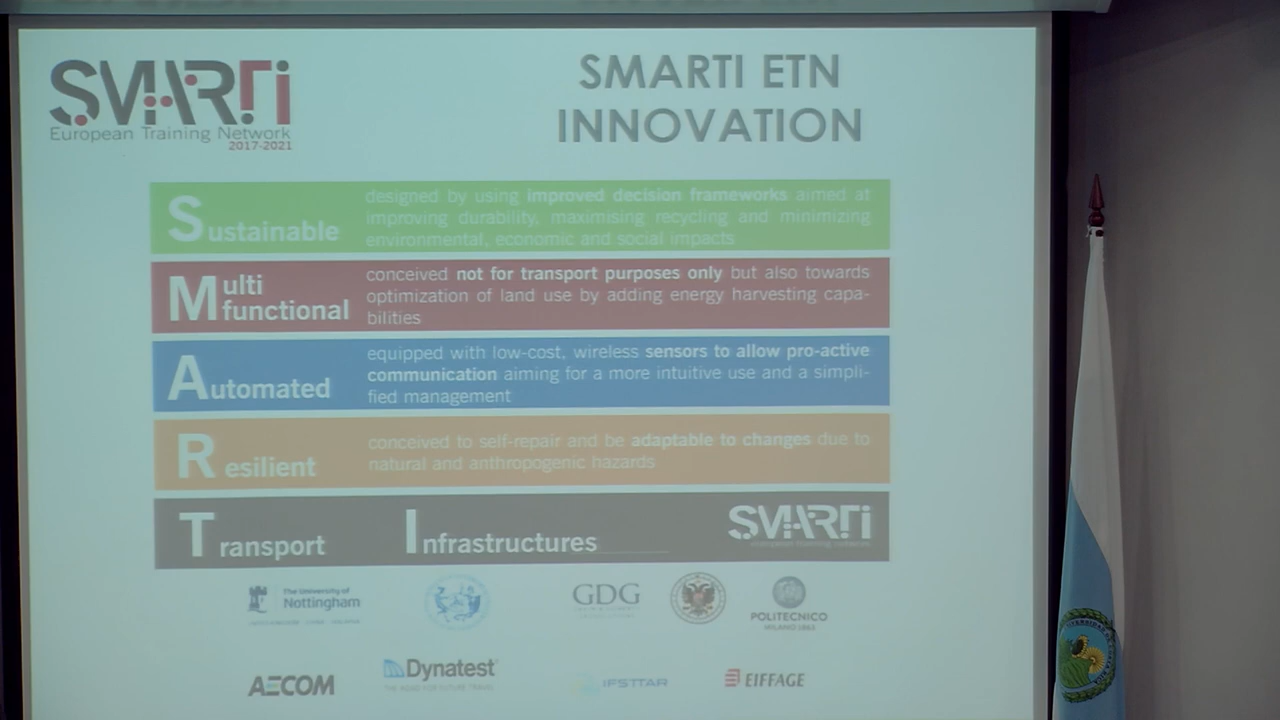 SMARTi
European Training Network
2017-2021
SMARTI ETN
INNOVATION
Sustainable
designed by using improved decision frameworks aimed at
improving durability, maximising recycling and minimizing
environmental, economic and social impacts
Multi
functional
conceived not for transport purposes only but also towards
optimization of land use by adding energy harvesting capa-
bilities
Automated
equipped with low-cost, wireless sensors to allow pro-active
communication aiming for a more intuitive use and a simpli-
fied management
Resilient
conceived to self-repair and be adaptable to changes due to
natural and anthropogenic hazards
Transport Infrastructures
SMARTi
The University of
Nottingham
GDG
POLITECNICO
MILANO 1863
AECOM
Dynatest
IFSTTAR
EIFFAGE